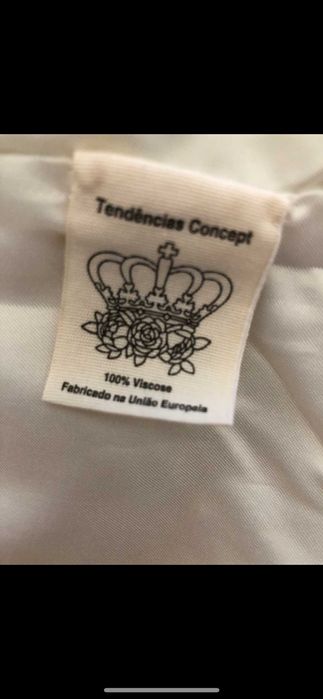 Tendências Concept
100% Viscose
Fabricado na União Europeia